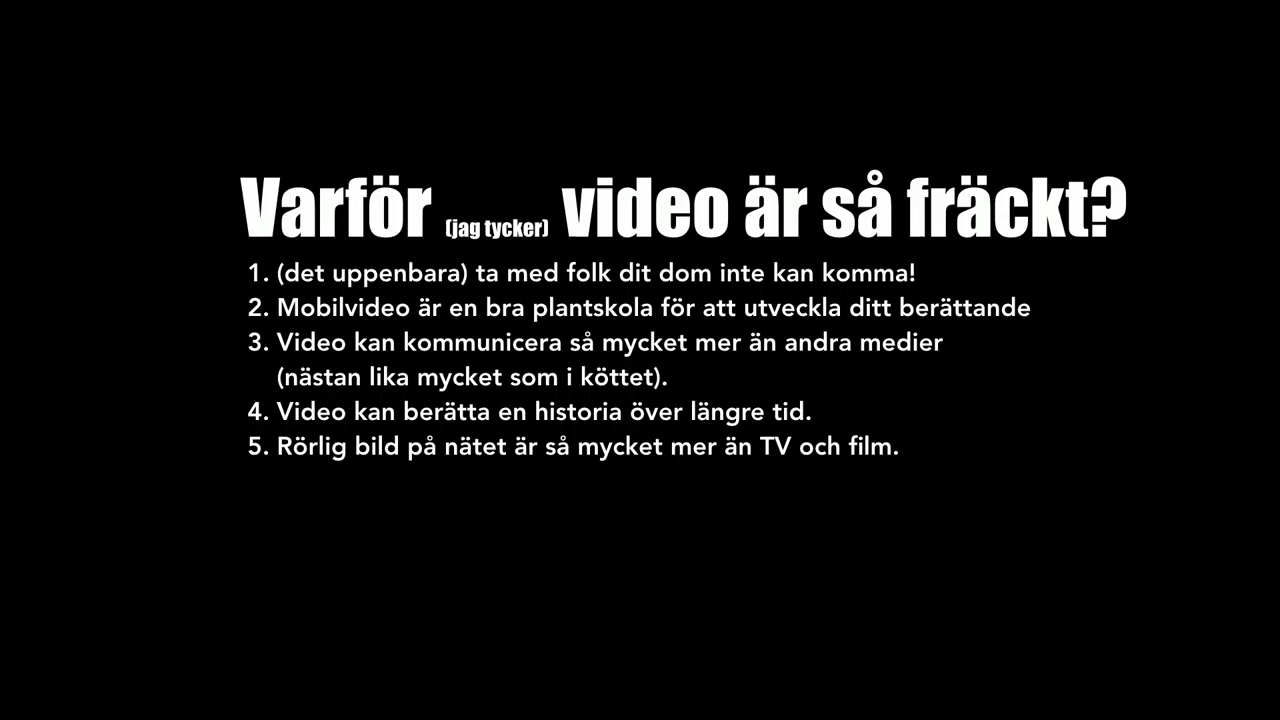 Varför (jag tycker) video är så fräckt?
1. (det uppenbara) ta med folk dit dom inte kan komma!
2. Mobilvideo är en bra plantskola för att utveckla ditt berättande
3. Video kan kommunicera så mycket mer än andra medier
(nästan lika mycket som i köttet).
4. Video kan berätta en historia över längre tid.
5. Rörlig bild på nätet är så mycket mer än TV och film.